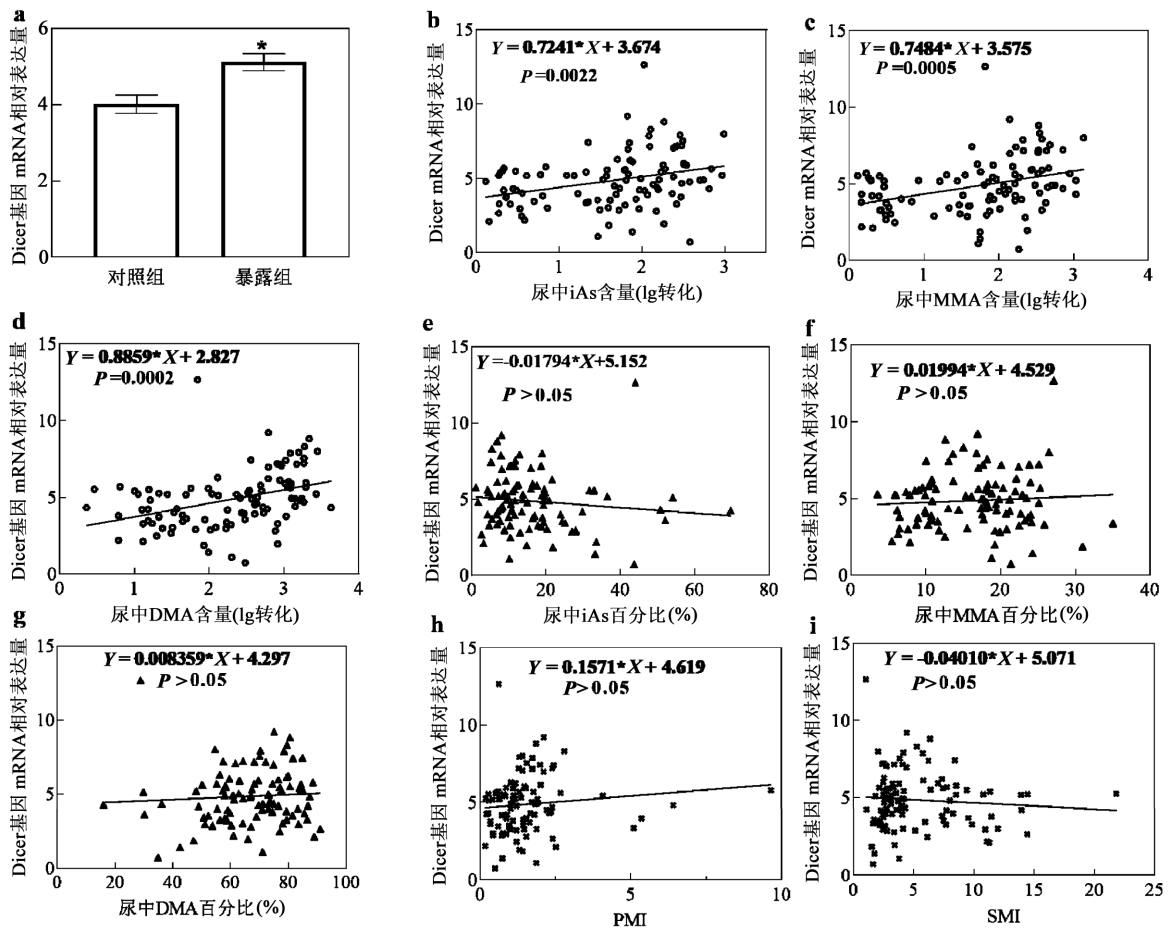 a
Dicer基因 mRNA相对表达量
6
4
2
0
*
对照组
暴露组
b
Dicer mRNA相对表达量
15
10
5
0
Y = 0.7241* X + 3.674
P=0.0022
0
1
2
3
尿中iAs含量(lg转化)
c
Dicer mRNA相对表达量
15
10
5
0
Y = 0.7484* X + 3.575
P=0.0005
0
1
2
3
4
尿中MMA含量(lg转化)
d
Dicer基因 mRNA相对表达量
15
10
5
0
Y = 0.8859* X + 2.827
P=0.0002
0
1
2
3
4
尿中DMA含量(lg转化)
e
Dicer基因 mRNA相对表达量
15
10
5
0
Y=-0.01794*X+5.152
P >0.05
0
20
40
60
80
尿中iAs百分比(%)
f
Dicer基因 mRNA相对表达量
15
10
5
0
Y = 0.01994* X + 4.529
P >0.05
0
10
20
30
40
尿中MMA百分比(%)
g
Dicer基因 mRNA相对表达量
15
10
5
0
Y = 0.008359* X + 4.297
P >0.05
0
20
40
60
80
100
尿中DMA百分比(%)
h
Dicer基因 mRNA相对表达量
15
10
5
0
Y = 0.1571* X + 4.619
P>0.05
0
5
10
PMI
i
Dicer基因 mRNA相对表达量
15
10
5
0
Y = -0.04010* X + 5.071
P>0.05
0
5
10
15
20
25
SMI